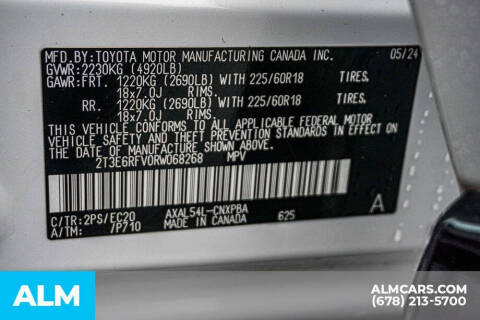 MFD.BY:TOYOTA MOTOR MANUFACTURING CANADA INC. 05/24
GVWR:2230KG (4920LB)
GAWR:FRT. 1220KG (2690LB) WITH 225/60R18 TIRES.
18x7.0J RIMS
RR. 1220KG (2690LB) WITH 225/60R18 TIRES.
18x7.0J RIMS
THIS VEHICLE CONFORMS TO ALL APPLICABLE FEDERAL MOTOR
VEHICLE SAFETY AND THEFT PREVENTION STANDARDS IN
EFFECT ON THE DATE OF MANUFACTURE SHOWN ABOVE.
2T3E6RFV0RW068268 MPV
C/TR:2PS/EC20 AXAL54L-CNXPBA A
A/TM: /P710 MADE IN CANADA 625
ALM
ALMCARS.COM
(678) 213-5700